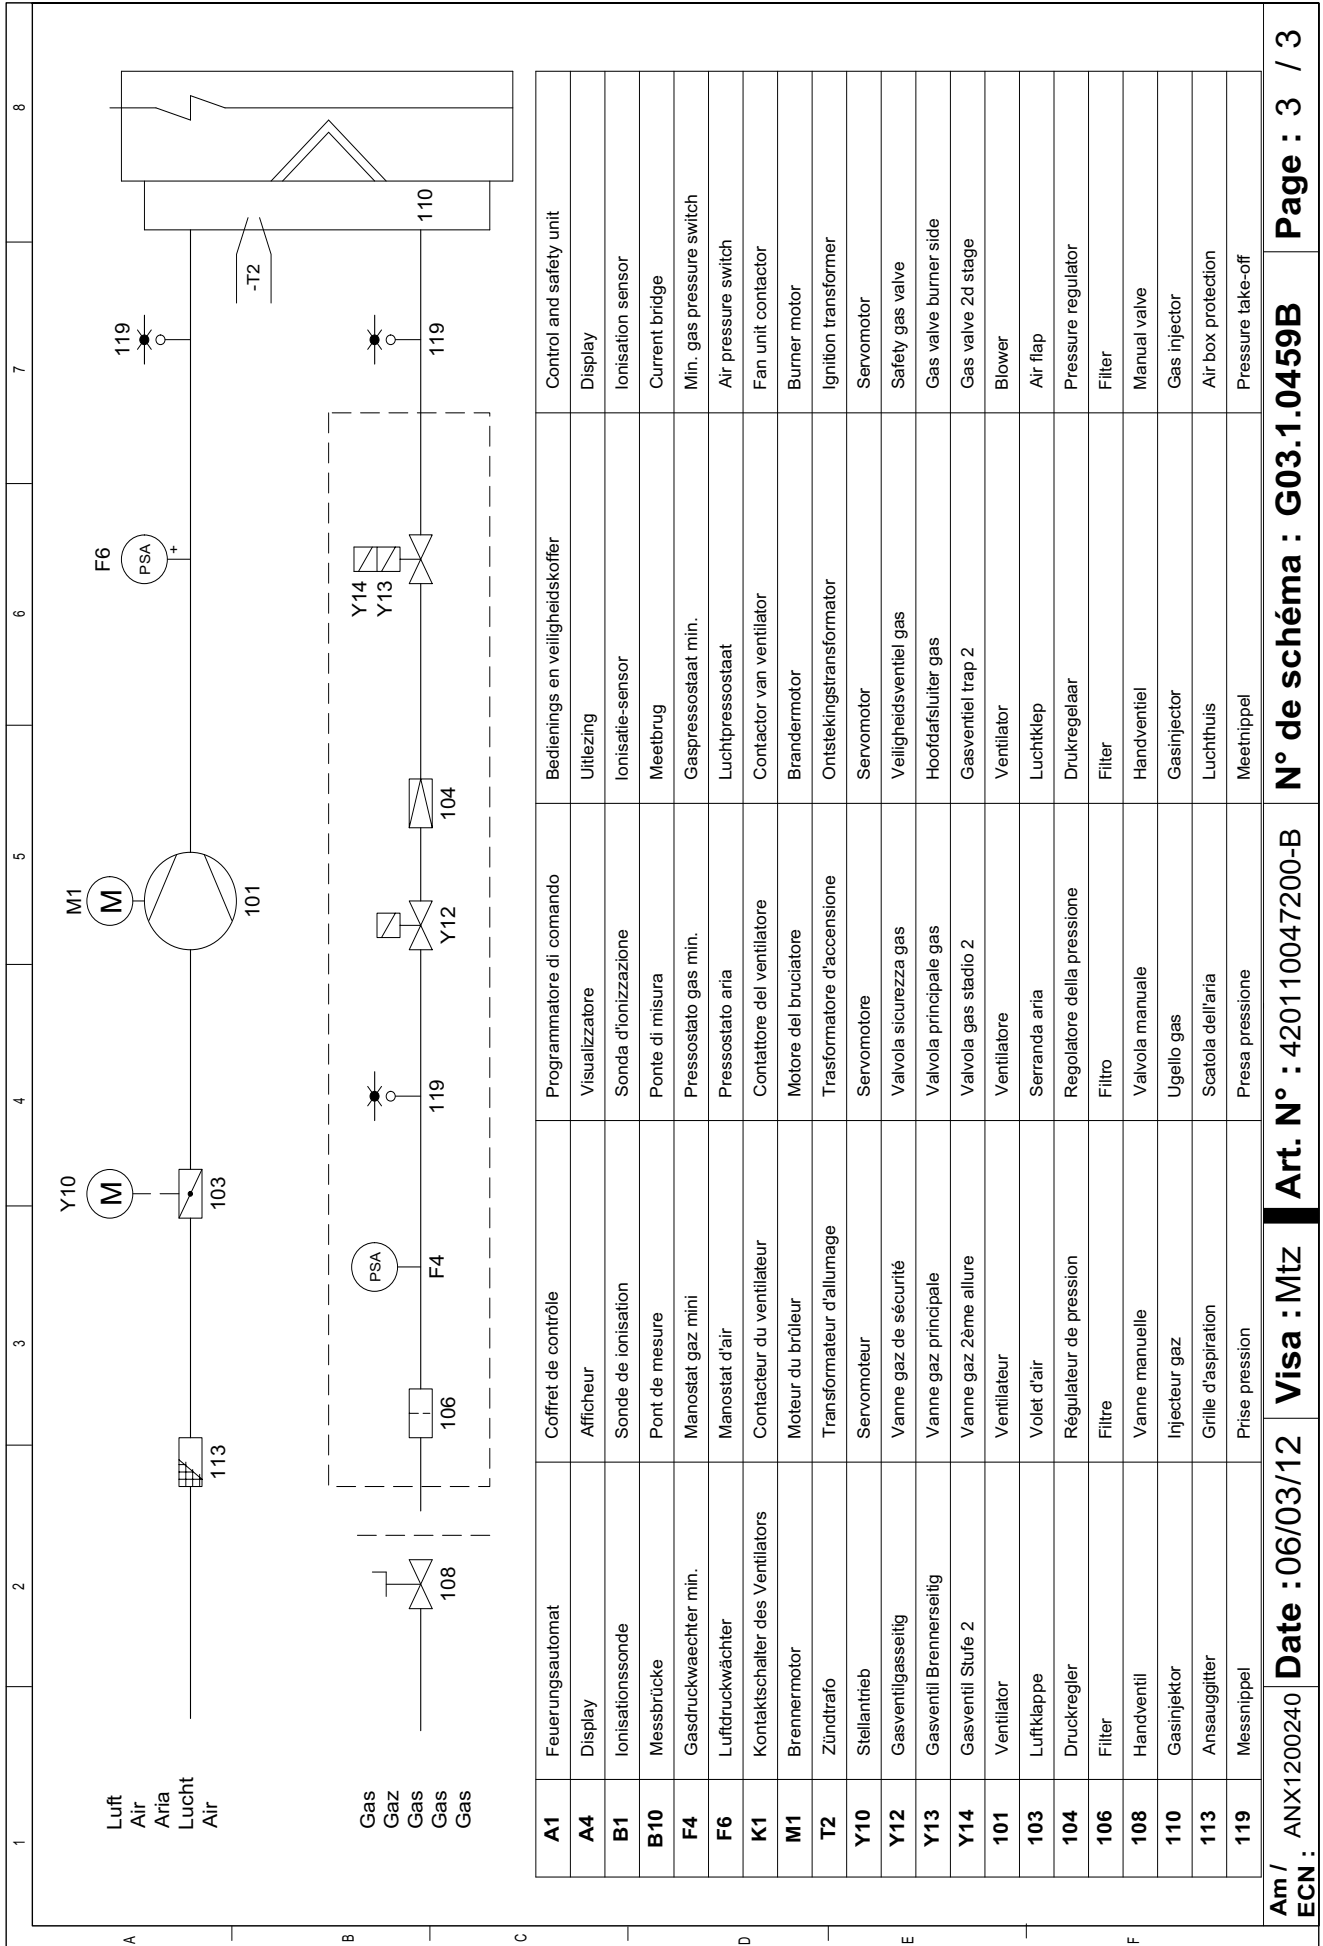 1 2 3 4 5 6 7 8
A
B
C
D
E
F
Luft
Air
Aria
Lucht
Air
113
Y10
M
103
M1
M
101
F6
PSA
+
119
-T2
Gas
Gaz
Gas
Gas
Gas
108
106
PSA
F4
119
Y12
104
Y14
Y13
119
110
A1 Feuerungsautomat Coffret de contrôle Programmatore di comando Bedienings en veiligheidskoffer Control and safety unit
A4 Display Afficheur Visualizzatore Uitlezing Display
B1 Ionisationssonde Sonde de ionisation Sonda d'ionizzazione Ionisatie-sensor Ionisation sensor
B10 Messbrücke Pont de mesure Ponte di misura Meetbrug Current bridge
F4 Gasdruckwaechter min. Manostat gaz mini Pressostato gas min. Gaspressostaat min. Min. gas pressure switch
F6 Luftdruckwächter Manostat d'air Pressostato aria Luchtpressostaat Air pressure switch
K1 Kontaktschalter des Ventilators Contacteur du ventilateur Contattore del ventilatore Contactor van ventilator Fan unit contactor
M1 Brennermotor Moteur du brûleur Motore del bruciatore Brandermotor Burner motor
T2 Zündtrafo Transformateur d'allumage Trasformatore d'accensione Ontstekingstransformator Ignition transformer
Y10 Stellantrieb Servomoteur Servomotore Servomotor Servomotor
Y12 Gasventilgasseitig Vanne gaz de sécurité Valvola sicurezza gas Veiligheidsventiel gas Safety gas valve
Y13 Gasventil Brennerseitig Vanne gaz principale Valvola principale gas Hoofdafsluiter gas Gas valve burner side
Y14 Gasventil Stufe 2 Vanne gaz 2ème allure Valvola gas stadio 2 Gasventiel trap 2 Gas valve 2d stage
101 Ventilator Ventilateur Ventilatore Ventilator Blower
103 Luftklappe Volet d'air Serranda aria Luchtklep Air flap
104 Druckregler Régulateur de pression Regolatore della pressione Drukregelaar Pressure regulator
106 Filter Filtre Filtro Filter Filter
108 Handventil Vanne manuelle Valvola manuale Handventiel Manual valve
110 Gasinjektor Injecteur gaz Ugello gas Gasinjector Gas injector
113 Ansauggitter Grille d'aspiration Scatola dell'aria Luchthuis Air box protection
119 Messnippel Prise pression Pressa pressione Meetnippel Pressure take-off
Am / ECN : ANX1200240 Date : 06/03/12 Visa : Mtz Art. N° : 4201 1004 7200-B N° de schéma : G03.1.0459B Page : 3 / 3